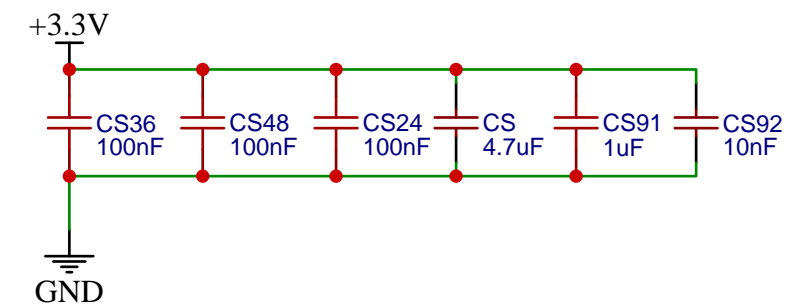 +3.3V
CS36
100nF
CS48
100nF
CS24
100nF
CS
4.7uF
CS91
1uF
CS92
10nF
GND